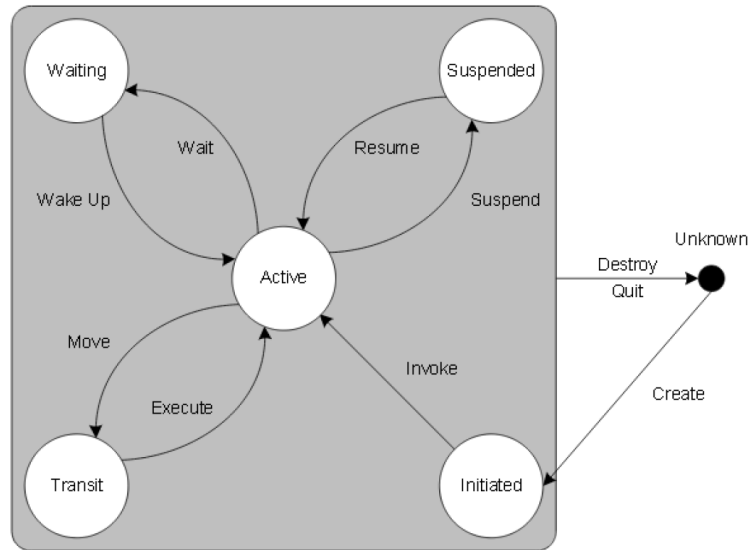 Waiting
Suspended
Wait
Resume
Wake Up
Suspend
Unknown
Active
Destroy
Quit
Move
Invoke
Execute
Create
Transit
Initiated